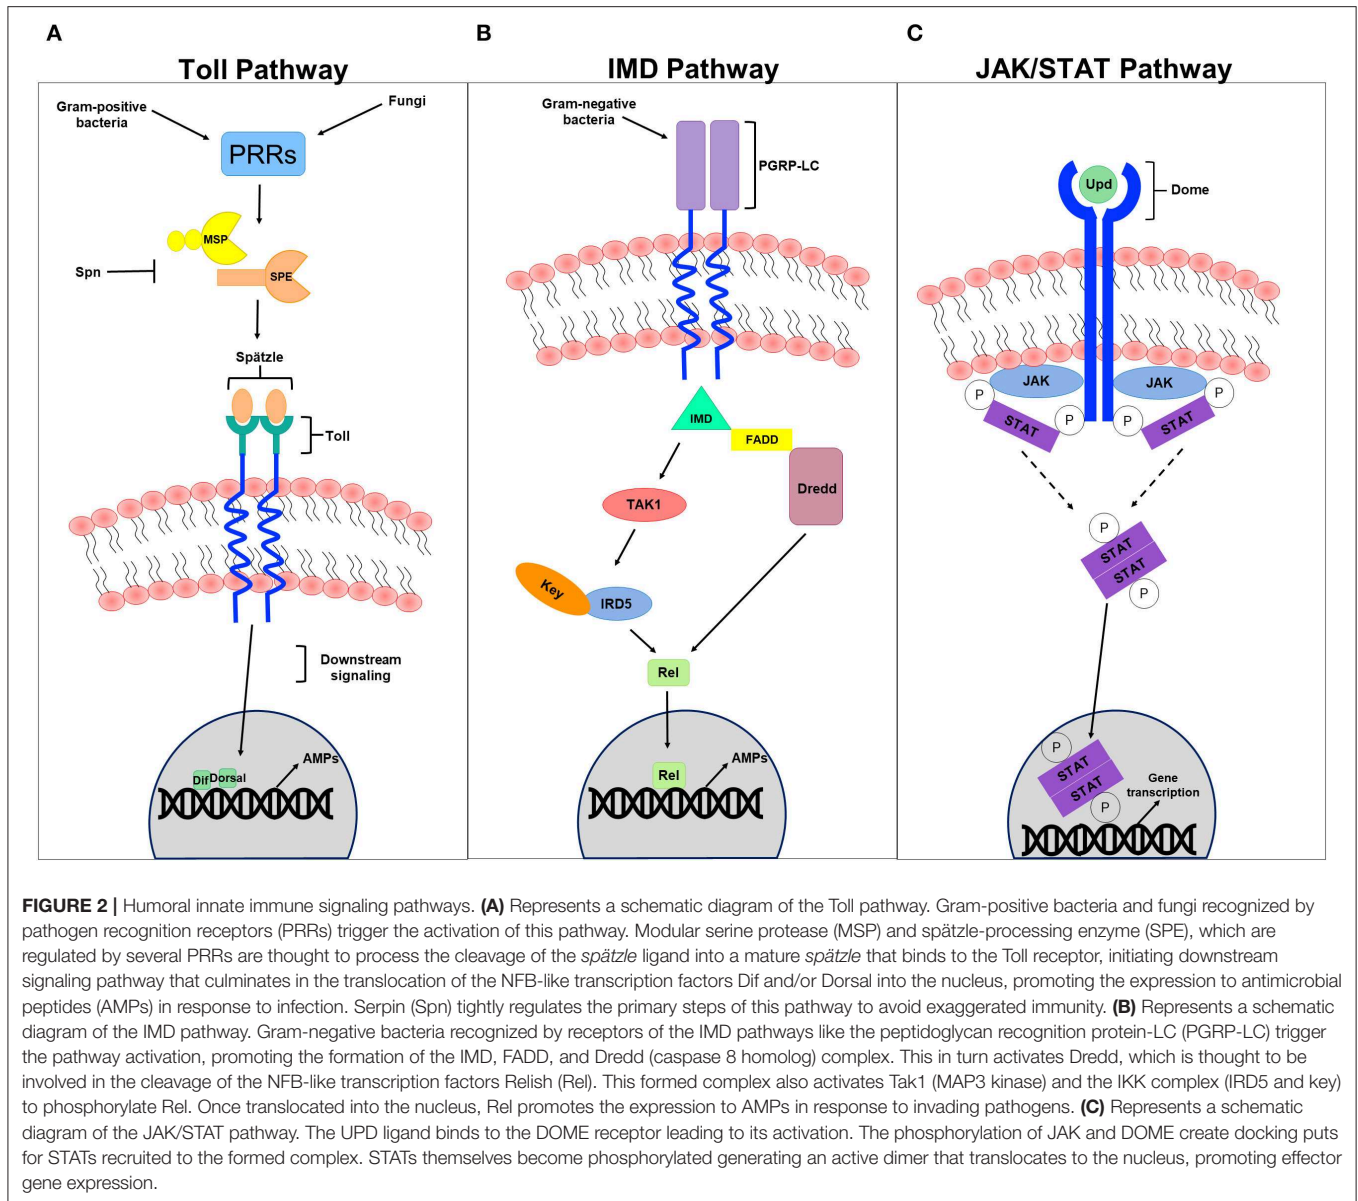 A
Toll Pathway
Gram-positive
bacteria
Fungi
PRRs
MSP
Spn
SPE
Spätzle
Toll
Downstream
signaling
Dif
Dorsal
AMPs
B
IMD Pathway
Gram-negative
bacteria
PGRP-LC
IMD
FADD
Dredd
TAK1
Key
IRD5
Rel
Rel
AMPs
C
JAK/STAT Pathway
Upd
Dome
JAK
JAK
P
P
P
P
STAT
STAT
P
STAT
STAT
P
P
STAT
STAT
P
Gene
transcription
FIGURE 2 | Humoral innate immune signaling pathways. (A) Represents a schematic diagram of the Toll pathway. Gram-positive bacteria and fungi recognized by
pathogen recognition receptors (PRRs) trigger the activation of this pathway. Modular serine protease (MSP) and spätzle-processing enzyme (SPE), which are
regulated by several PRRs are thought to process the cleavage of the spätzle ligand into a mature spätzle that binds to the Toll receptor, initiating downstream
signaling pathway that culminates in the translocation of the NFB-like transcription factors Dif and/or Dorsal into the nucleus, promoting the expression to antimicrobial
peptides (AMPs) in response to infection. Serpin (Spn) tightly regulates the primary steps of this pathway to avoid exaggerated immunity. (B) Represents a schematic
diagram of the IMD pathway. Gram-negative bacteria recognized by receptors of the IMD pathways like the peptidoglycan recognition protein-LC (PGRP-LC) trigger
the pathway activation, promoting the formation of the IMD, FADD, and Dredd (caspase 8 homolog) complex. This in turn activates Dredd, which is thought to be
involved in the cleavage of the NFB-like transcription factors Relish (Rel). This formed complex also activates Tak1 (MAP3 kinase) and the IKK complex (IRD5 and key)
to phosphorylate Rel. Once translocated into the nucleus, Rel promotes the expression to AMPs in response to invading pathogens. (C) Represents a schematic
diagram of the JAK/STAT pathway. The UPD ligand binds to the DOME receptor leading to its activation. The phosphorylation of JAK and DOME create docking puts
for STATs recruited to the formed complex. STATs themselves become phosphorylated generating an active dimer that translocates to the nucleus, promoting effector
gene expression.